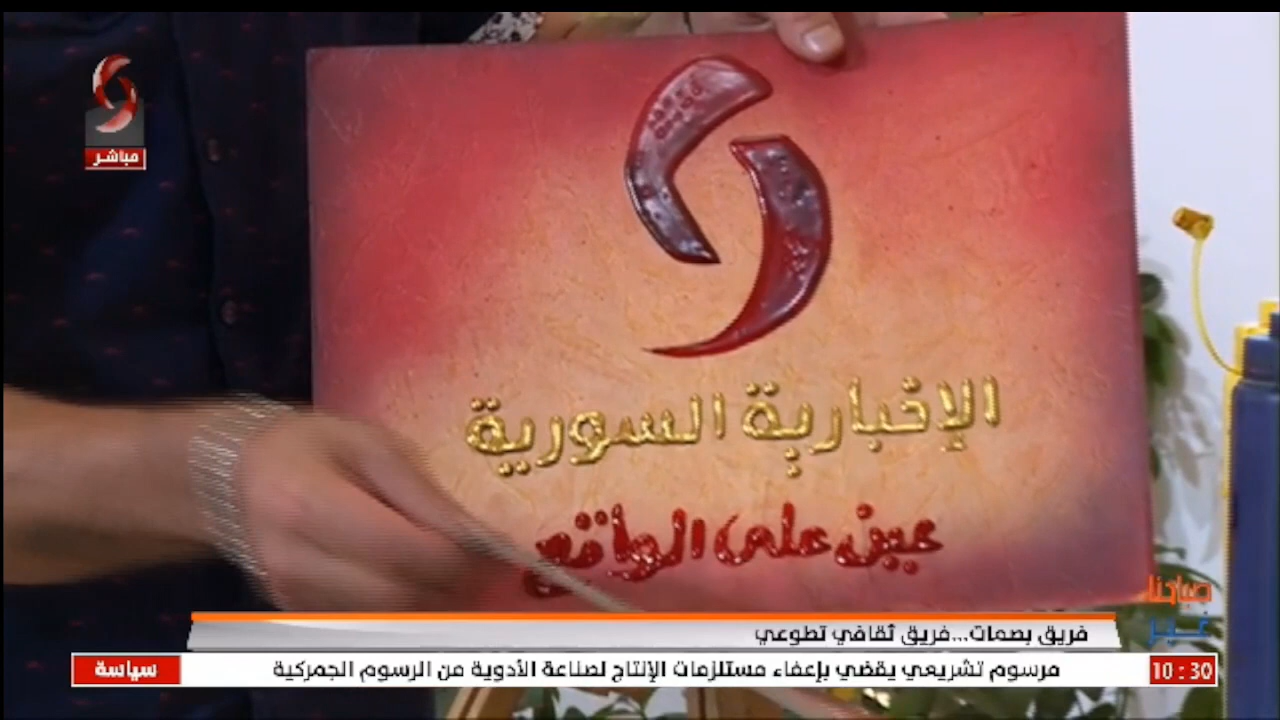 مباشر
الإخبارية السورية
عين على الواقع
صباحنا
غير
فريق بصمات...فريق ثقافي تطوعي
سياسة
مرسوم تشريعي يقضي بإعفاء مستلزمات الإنتاج لصناعة الأدوية من الرسوم الجمركية
10:30